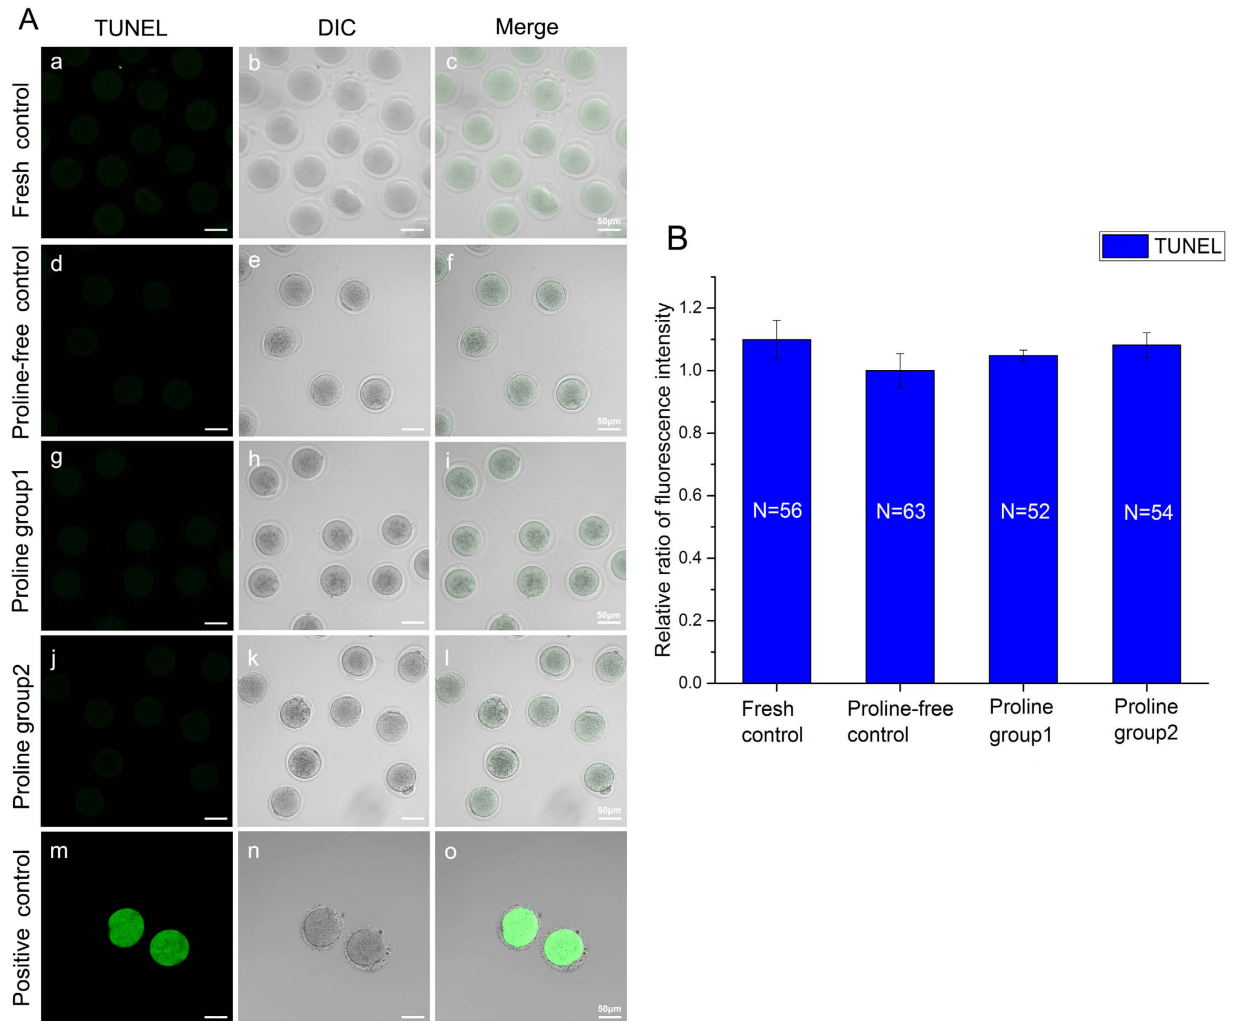 A
TUNEL
DIC
Merge
Fresh control
a
b
c
50μm
Proline-free control
d
e
f
50μm
Proline group1
g
h
i
50μm
Proline group2
j
k
l
50μm
Positive control
m
n
o
50μm
B
TUNEL
Relative ratio of fluorescence intensity
1.2
1.0
0.8
0.6
0.4
0.2
0.0
N=56
N=63
N=52
N=54
Fresh
control
Proline-free
control
Proline
group1
Proline
group2